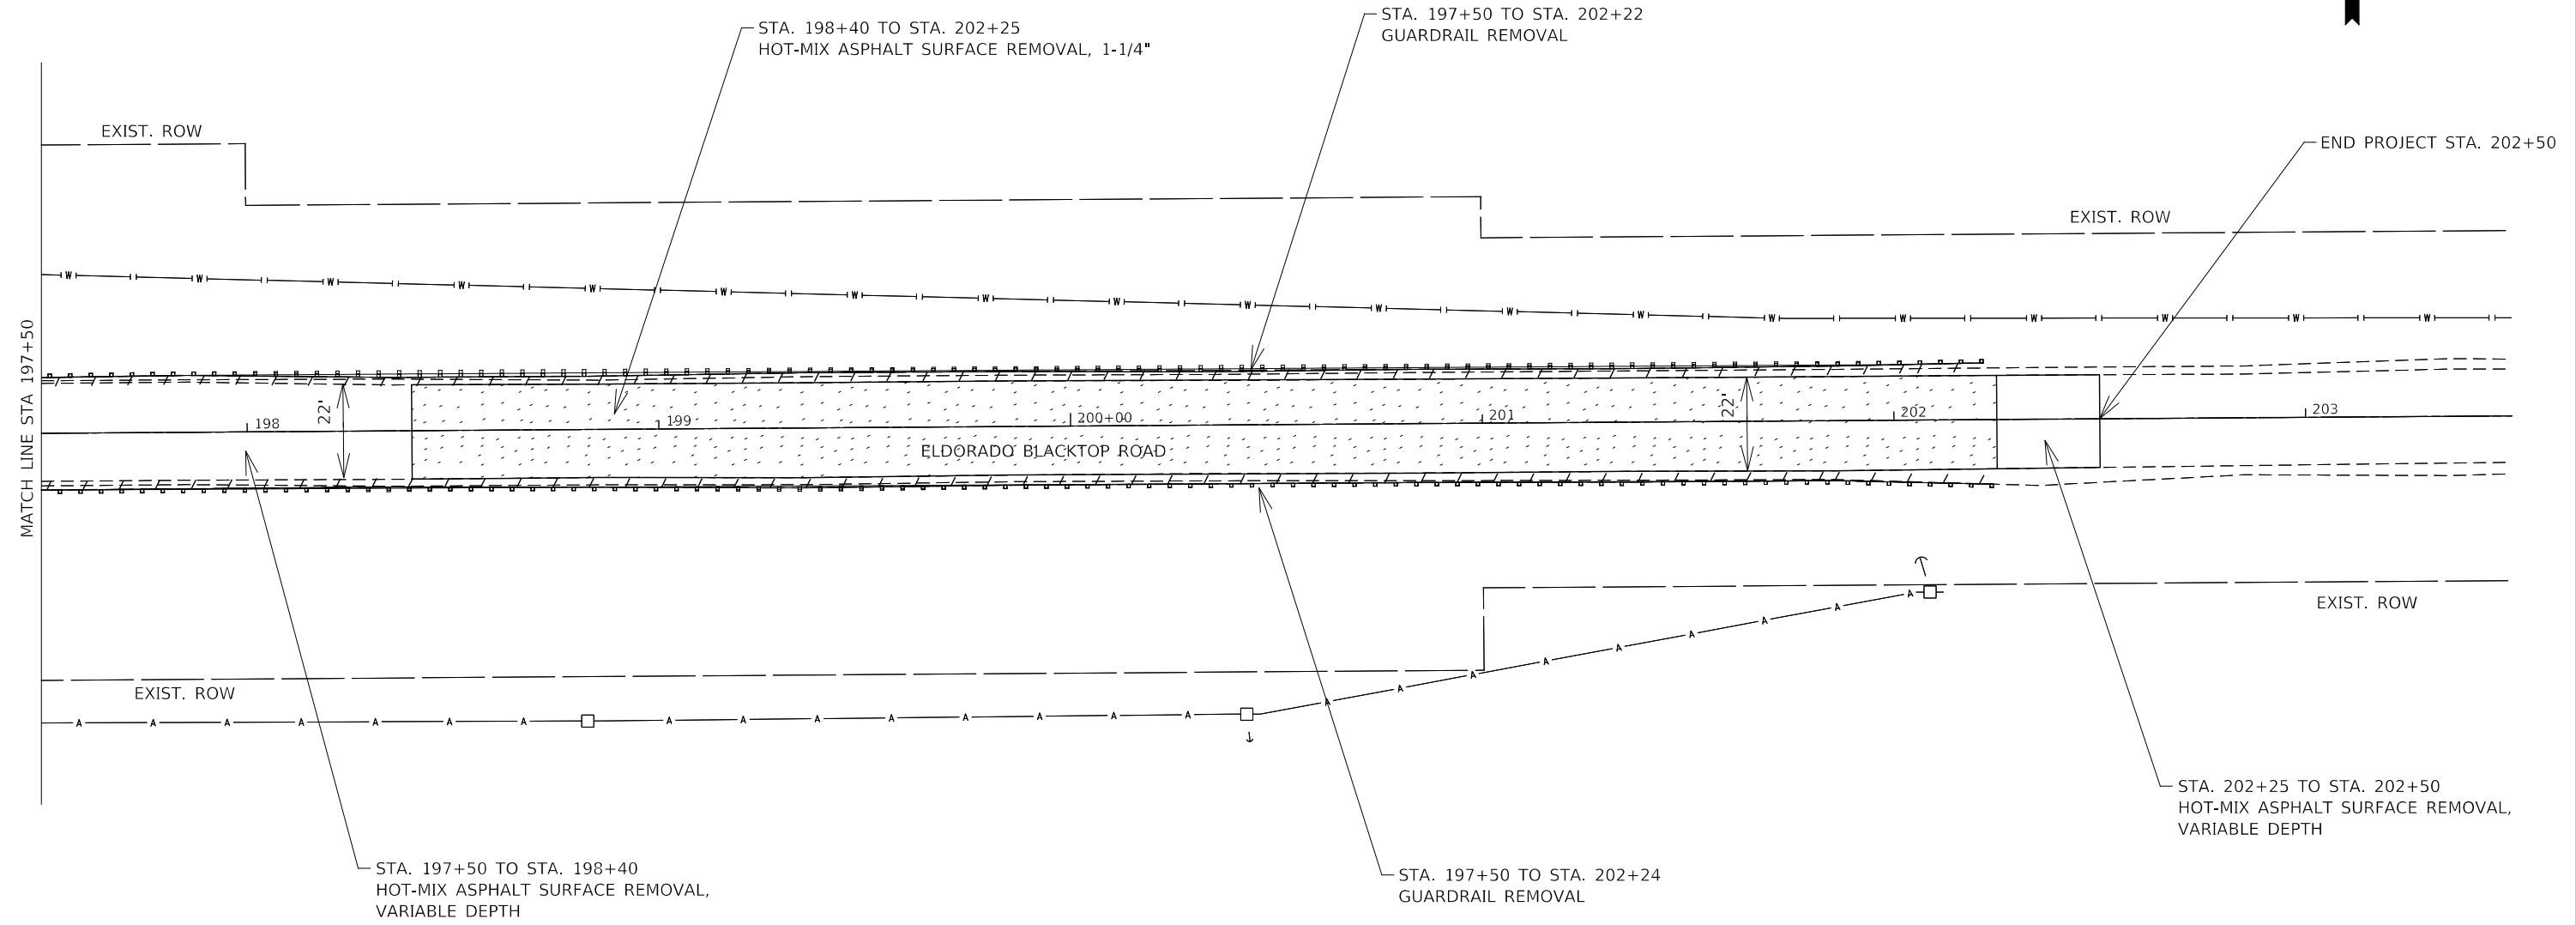 STA. 197+50 TO STA. 202+22
GUARDRAIL REMOVAL
STA. 198+40 TO STA. 202+25
HOT-MIX ASPHALT SURFACE REMOVAL, 1-1/4"
EXIST. ROW
END PROJECT STA. 202+50
EXIST. ROW
W W W W W W W W W W W W W W W W W W W
MATCH LINE STA 197+50
22'
22'
198
199
200+00
201
202
203
ELDORADO BLACKTOP ROAD
EXIST. ROW
EXIST. ROW
A A A A A A A A A A A A A A A A A A A A A A A A
STA. 202+25 TO STA. 202+50
HOT-MIX ASPHALT SURFACE REMOVAL,
VARIABLE DEPTH
STA. 197+50 TO STA. 198+40
HOT-MIX ASPHALT SURFACE REMOVAL,
VARIABLE DEPTH
STA. 197+50 TO STA. 202+24
GUARDRAIL REMOVAL